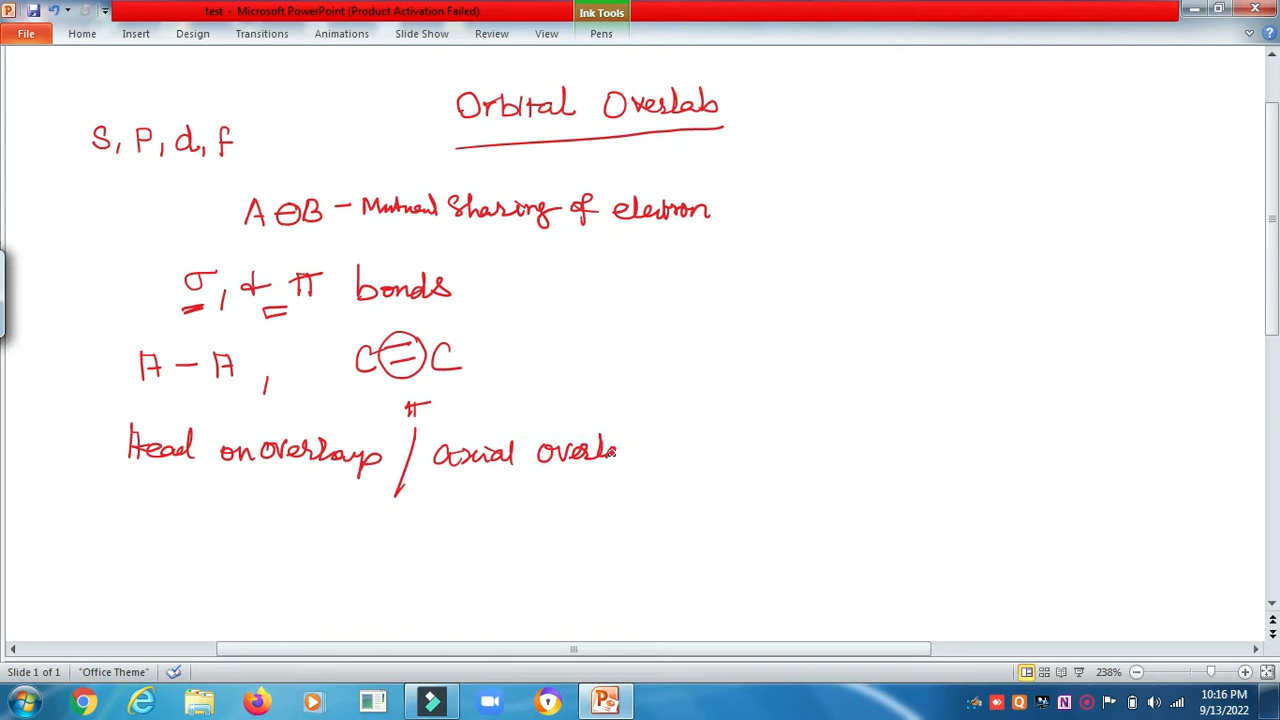 test - Microsoft PowerPoint (Product Activation Failed)
Ink Tools
File Home Insert Design Transitions Animations Slide Show Review View Pens
Orbital Overlab
S, P, d, f
A B - Mutual Sharing of electron
σ, & π bonds
A - A , C = C
π
Head on overlaps / axial overla
Slide 1 of 1 "Office Theme" 238%
10:16 PM
9/13/2022